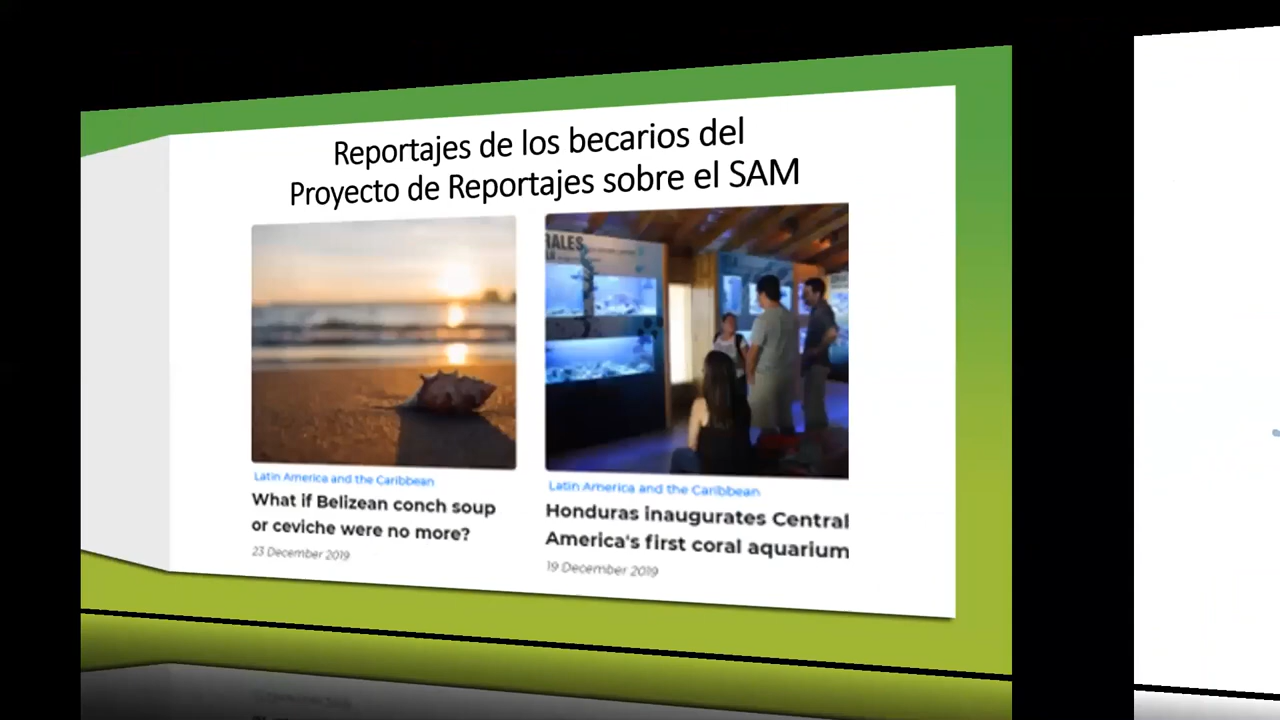 Reportajes de los becarios del
Proyecto de Reportajes sobre el SAM
RALES
Latin America and the Caribbean
What if Belizean conch soup
or ceviche were no more?
23 December 2019
Latin America and the Caribbean
Honduras inaugurates Central
America's first coral aquarium
19 December 2019